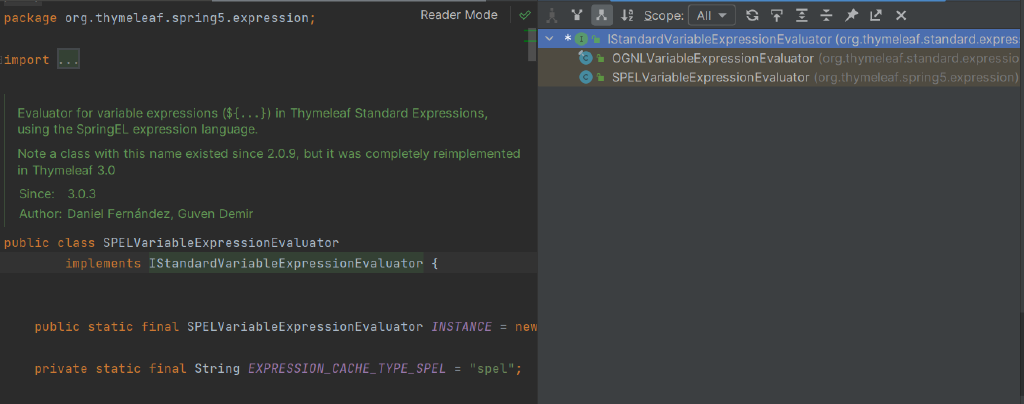 package org.thymeleaf.spring5.expression;
Reader Mode
import ...
Evaluator for variable expressions (${...}) in Thymeleaf Standard Expressions,
using the SpringEL expression language.
Note a class with this name existed since 2.0.9, but it was completely reimplemented
in Thymeleaf 3.0
Since: 3.0.3
Author: Daniel Fernández, Guven Demir
public class SPELVariableExpressionEvaluator
implements IStandardVariableExpressionEvaluator {
public static final SPELVariableExpressionEvaluator INSTANCE = new
private static final String EXPRESSION_CACHE_TYPE_SPEL = "spel";
Scope: All
* IStandardVariableExpressionEvaluator (org.thymeleaf.standard.expres
OGNLVariableExpressionEvaluator (org.thymeleaf.standard.expressio
SPELVariableExpressionEvaluator (org.thymeleaf.spring5.expression)